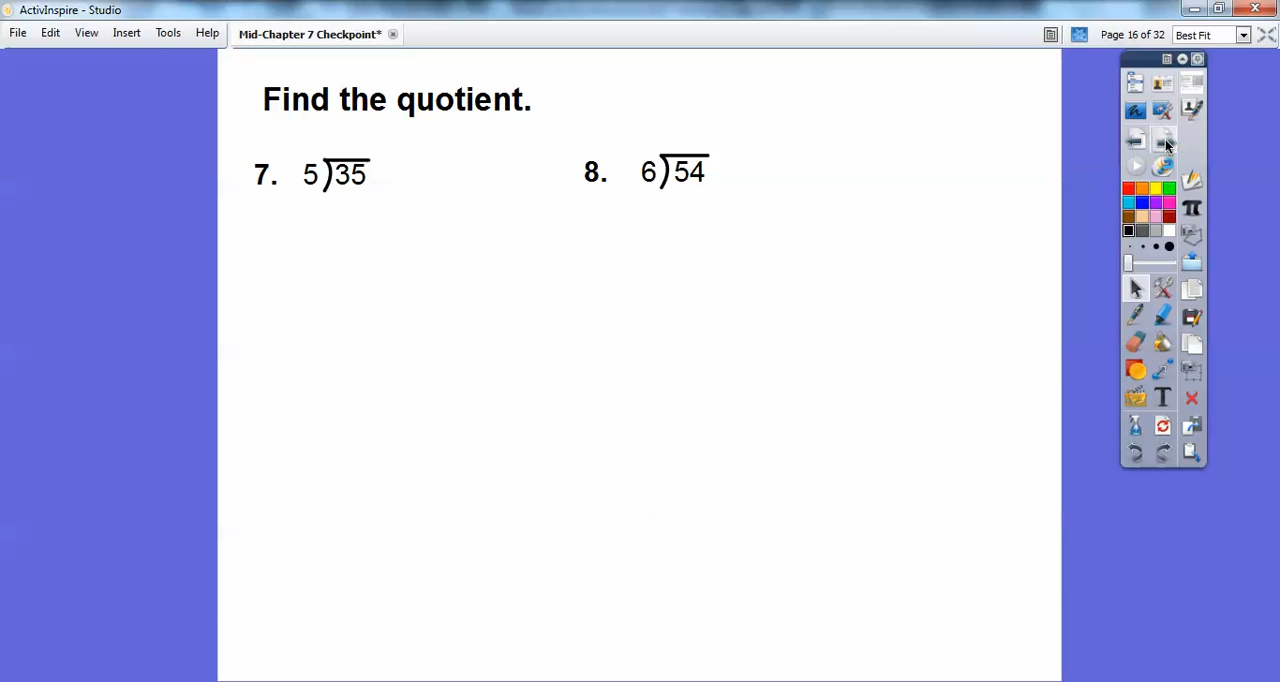 ActivInspire - Studio
File Edit View Insert Tools Help
Mid-Chapter 7 Checkpoint*
Page 16 of 32
Best Fit
Find the quotient.
7. 5)35
8. 6)54